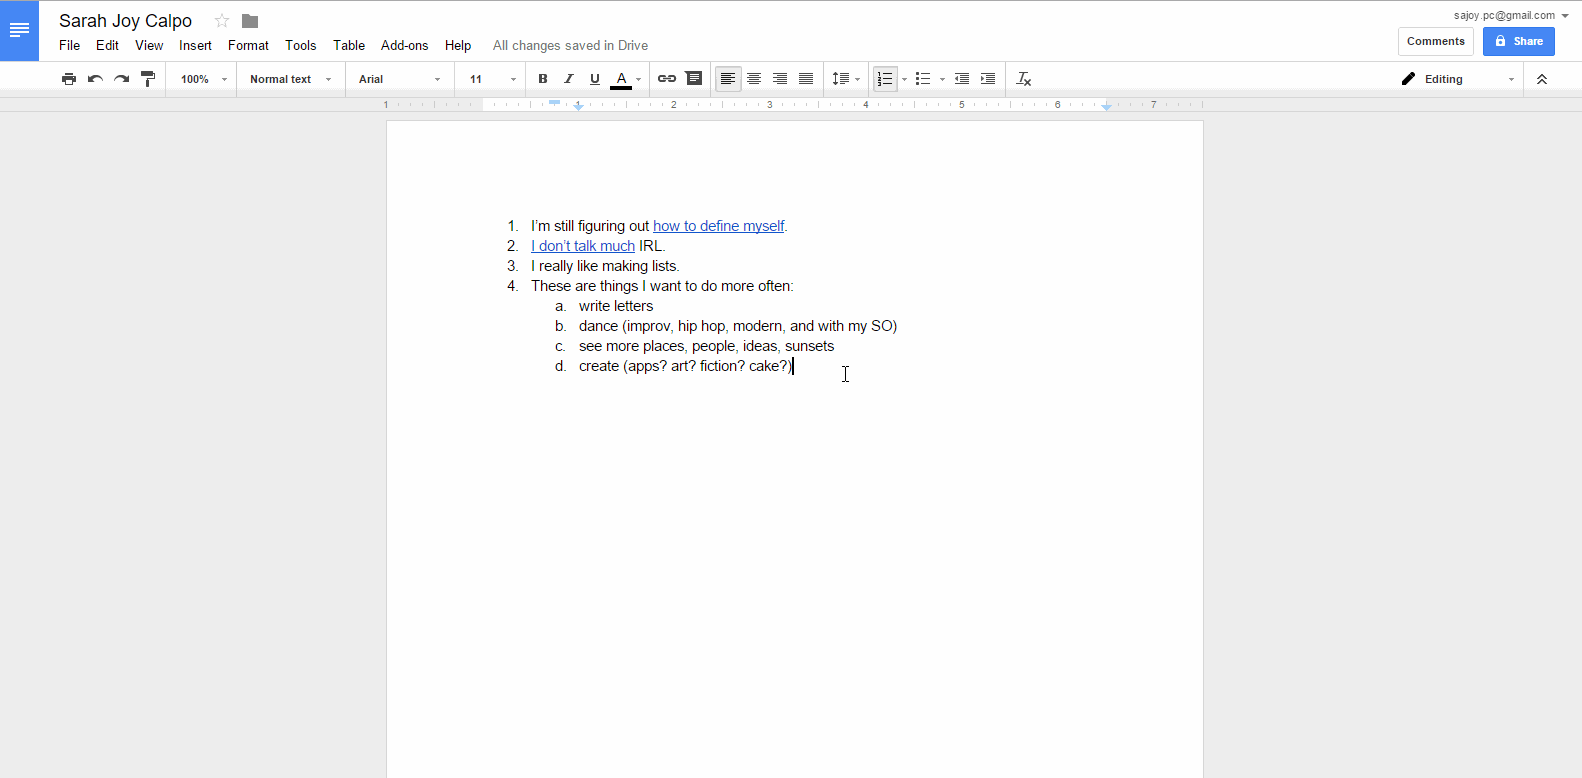 Sarah Joy Calpo
sajoy.pc@gmail.com
File Edit View Insert Format Tools Table Add-ons Help All changes saved in Drive
Comments Share
100% Normal text Arial 11 B I U A Editing
1 1 2 3 4 5 6 7
1. I'm still figuring out how to define myself.
2. I don't talk much IRL.
3. I really like making lists.
4. These are things I want to do more often:
a. write letters
b. dance (improv, hip hop, modern, and with my SO)
c. see more places, people, ideas, sunsets
d. create (apps? art? fiction? cake?)